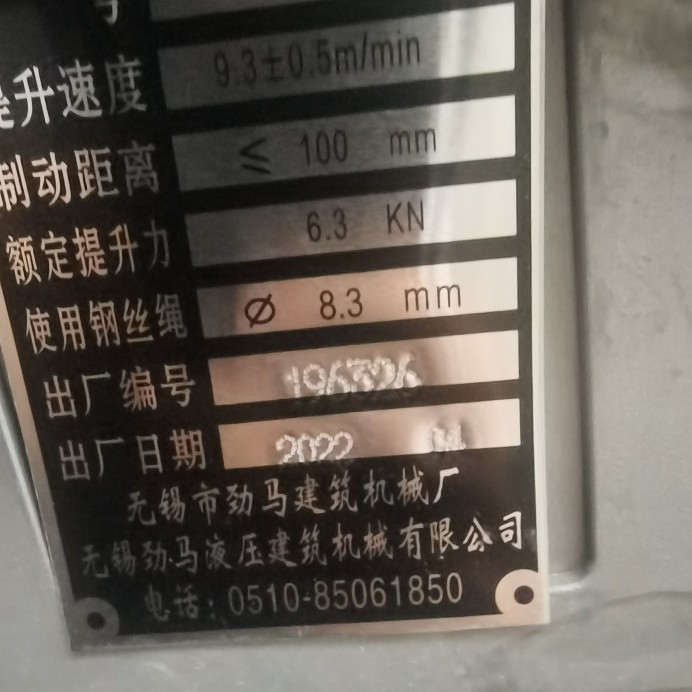 号
提升速度 9.3±0.5m/min
制动距离 ≤ 100 mm
额定提升力 6.3 KN
使用钢丝绳 Ø 8.3 mm
出厂编号 196326
出厂日期 2022 04
无锡市劲马建筑机械厂
无锡劲马液压建筑机械有限公司
电话：0510-85061850